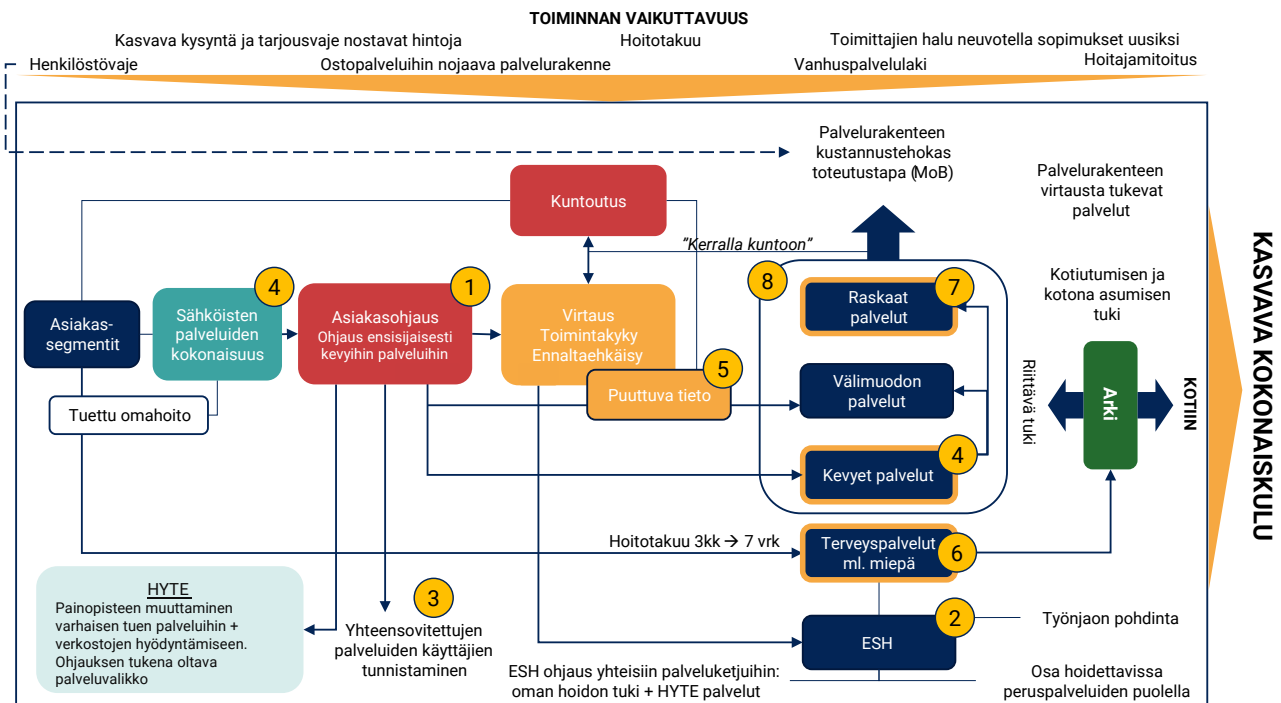 TOIMINNAN VAIKUTTAVUUS
Kasvava kysyntä ja tarjousvaje nostavat hintoja
Hoitotakuu
Toimittajien halu neuvotella sopimukset uusiksi
Henkilöstövaje
Ostopalveluihin nojaava palvelurakenne
Vanhuspalvelulaki
Hoitajamitoitus
Palvelurakenteen
kustannustehokas
toteutustapa (MoB)
Palvelurakenteen
virtausta tukevat
palvelut
Kuntoutus
"Kerralla kuntoon"
Kotiutumisen ja
kotona asumisen
tuki
Asiakas-
segmentit
4
Sähköisten
palveluiden
kokonaisuus
1
Asiakasohjaus
Ohjaus ensisijaisesti
kevyihin palveluihin
Virtaus
Toimintakyky
Ennaltaehkäisy
5
Puuttuva tieto
8
7
Raskaat
palvelut
Välimuodon
palvelut
4
Kevyet palvelut
Riittävä tuki
Arki
KOTIIN
KASVAVA KOKONAISKULU
Tuettu omahoito
Hoitotakuu 3kk → 7 vrk
Terveyspalvelut
ml. miepä
6
HYTE
Painopisteen muuttaminen
varhaisen tuen palveluihin +
verkostojen hyödyntämiseen.
Ohjauksen tukena oltava
palveluvalikko
3
Yhteensovitettujen
palveluiden käyttäjien
tunnistaminen
2
ESH
Työnjaon pohdinta
ESH ohjaus yhteisiin palveluketjuihin:
oman hoidon tuki + HYTE palvelut
Osa hoidettavissa
peruspalveluiden puolella